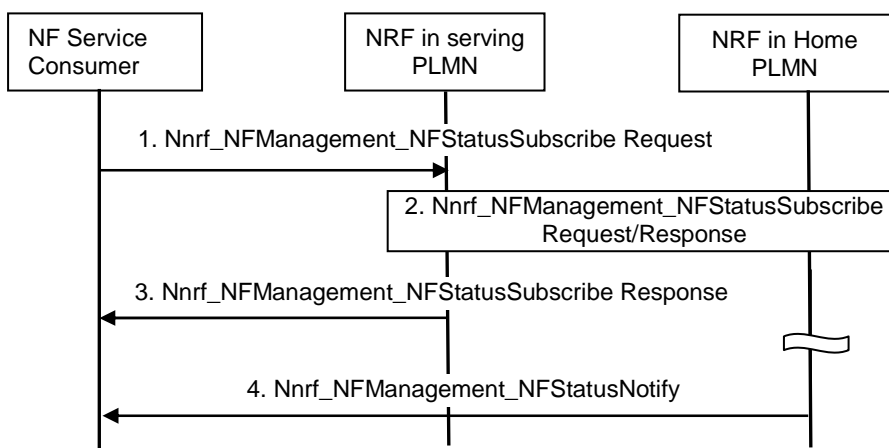 NF Service
Consumer
NRF in serving
PLMN
NRF in Home
PLMN
1. Nnrf_NFManagement_NFStatusSubscribe Request
2. Nnrf_NFManagement_NFStatusSubscribe
Request/Response
3. Nnrf_NFManagement_NFStatusSubscribe Response
4. Nnrf_NFManagement_NFStatusNotify